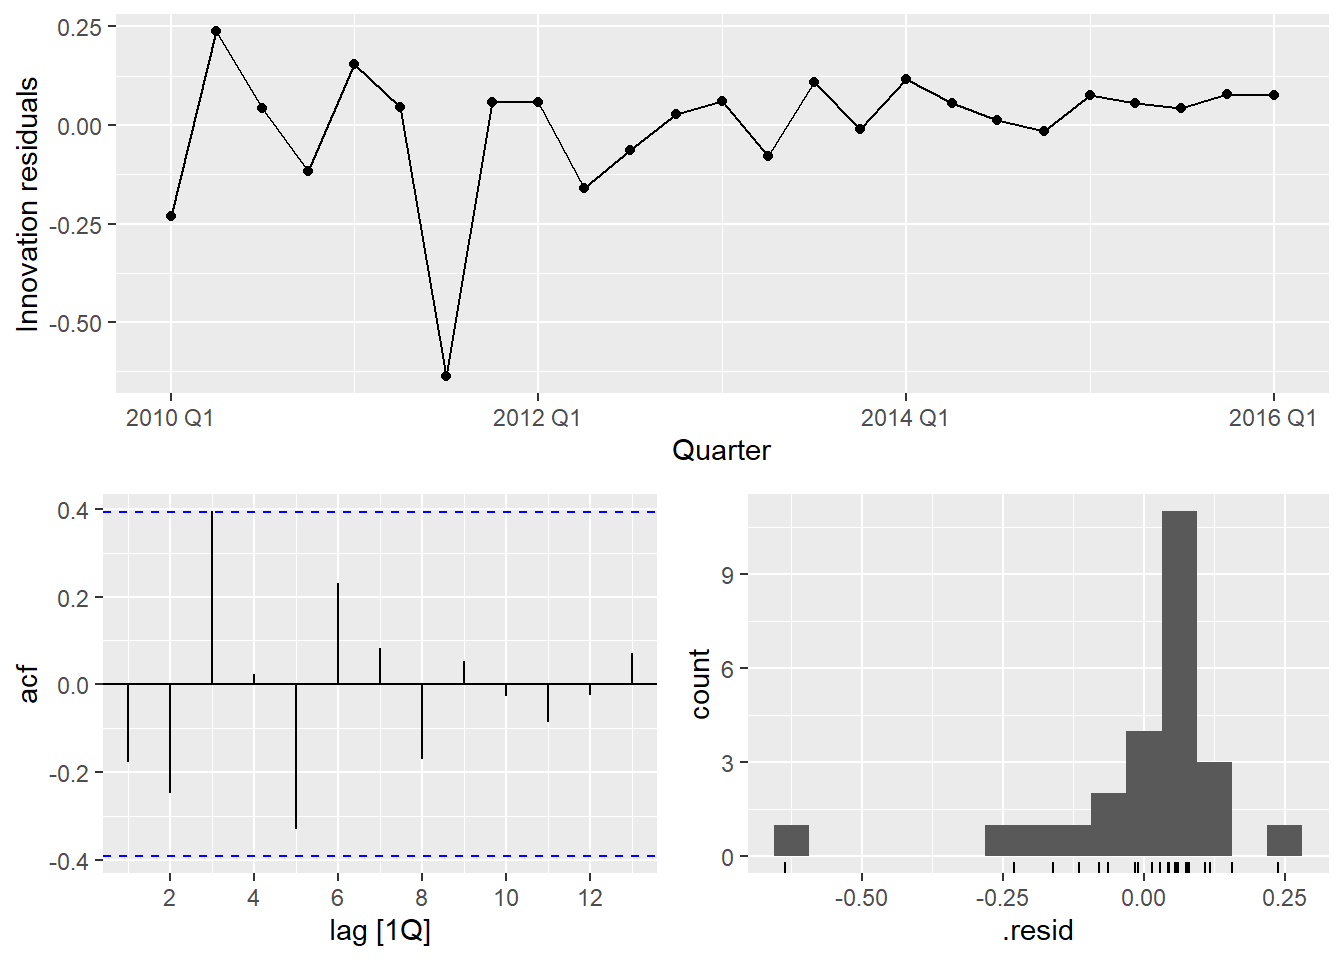 0.25
0.00
-0.25
-0.50
Innovation residuals
2010 Q1 2012 Q1 2014 Q1 2016 Q1
Quarter
0.4
0.2
0.0
-0.2
-0.4
acf
2 4 6 8 10 12
lag [1Q]
9
6
3
0
count
-0.50 -0.25 0.00 0.25
.resid